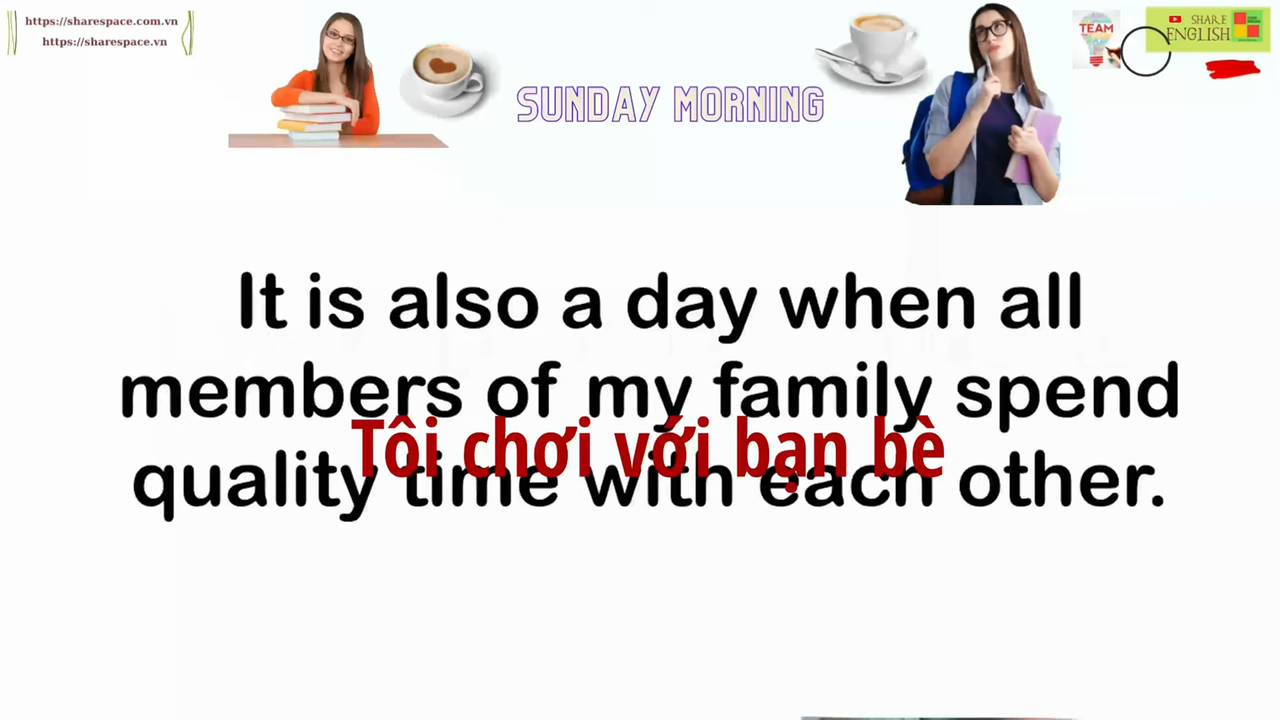 https://sharespace.com.vn
https://sharespace.vn
SUNDAY MORNING
TEAM
SHARE
ENGLISH
It is also a day when all
members of my family spend
Tôi chơi với bạn bè
quality time with each other.